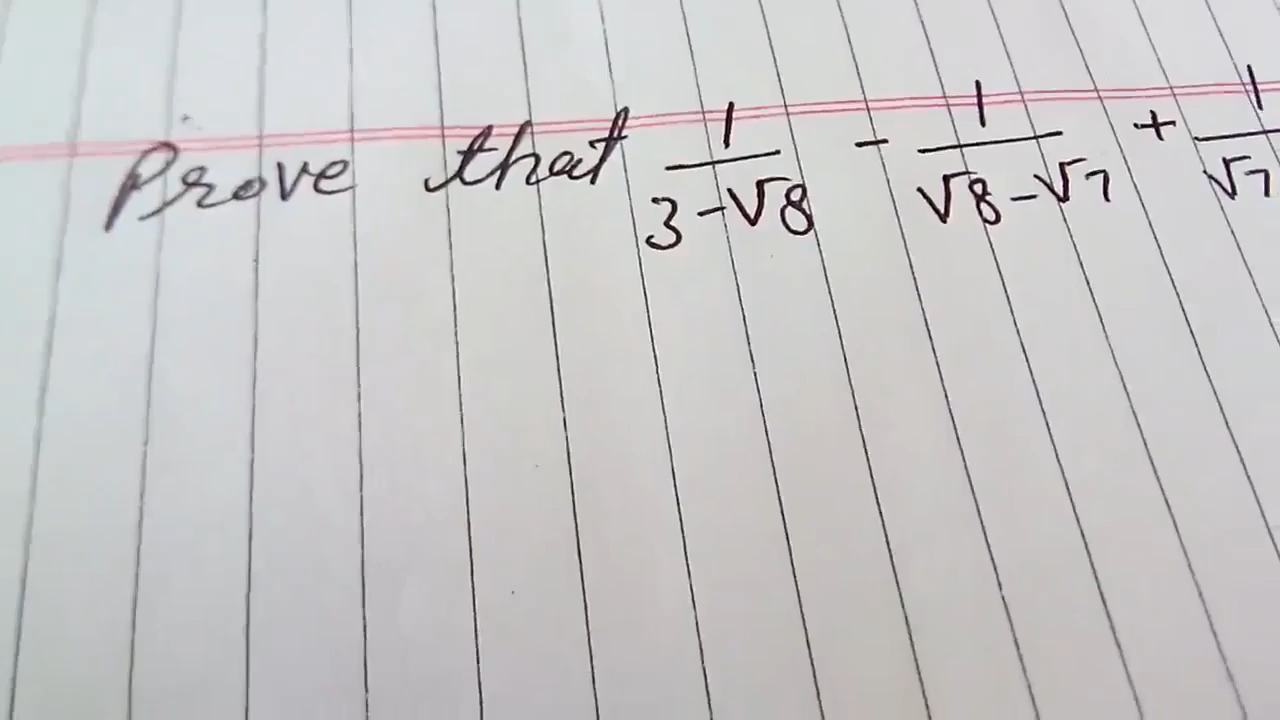 Prove that 1/(3-√8) - 1/(√8-√7) + 1/√7